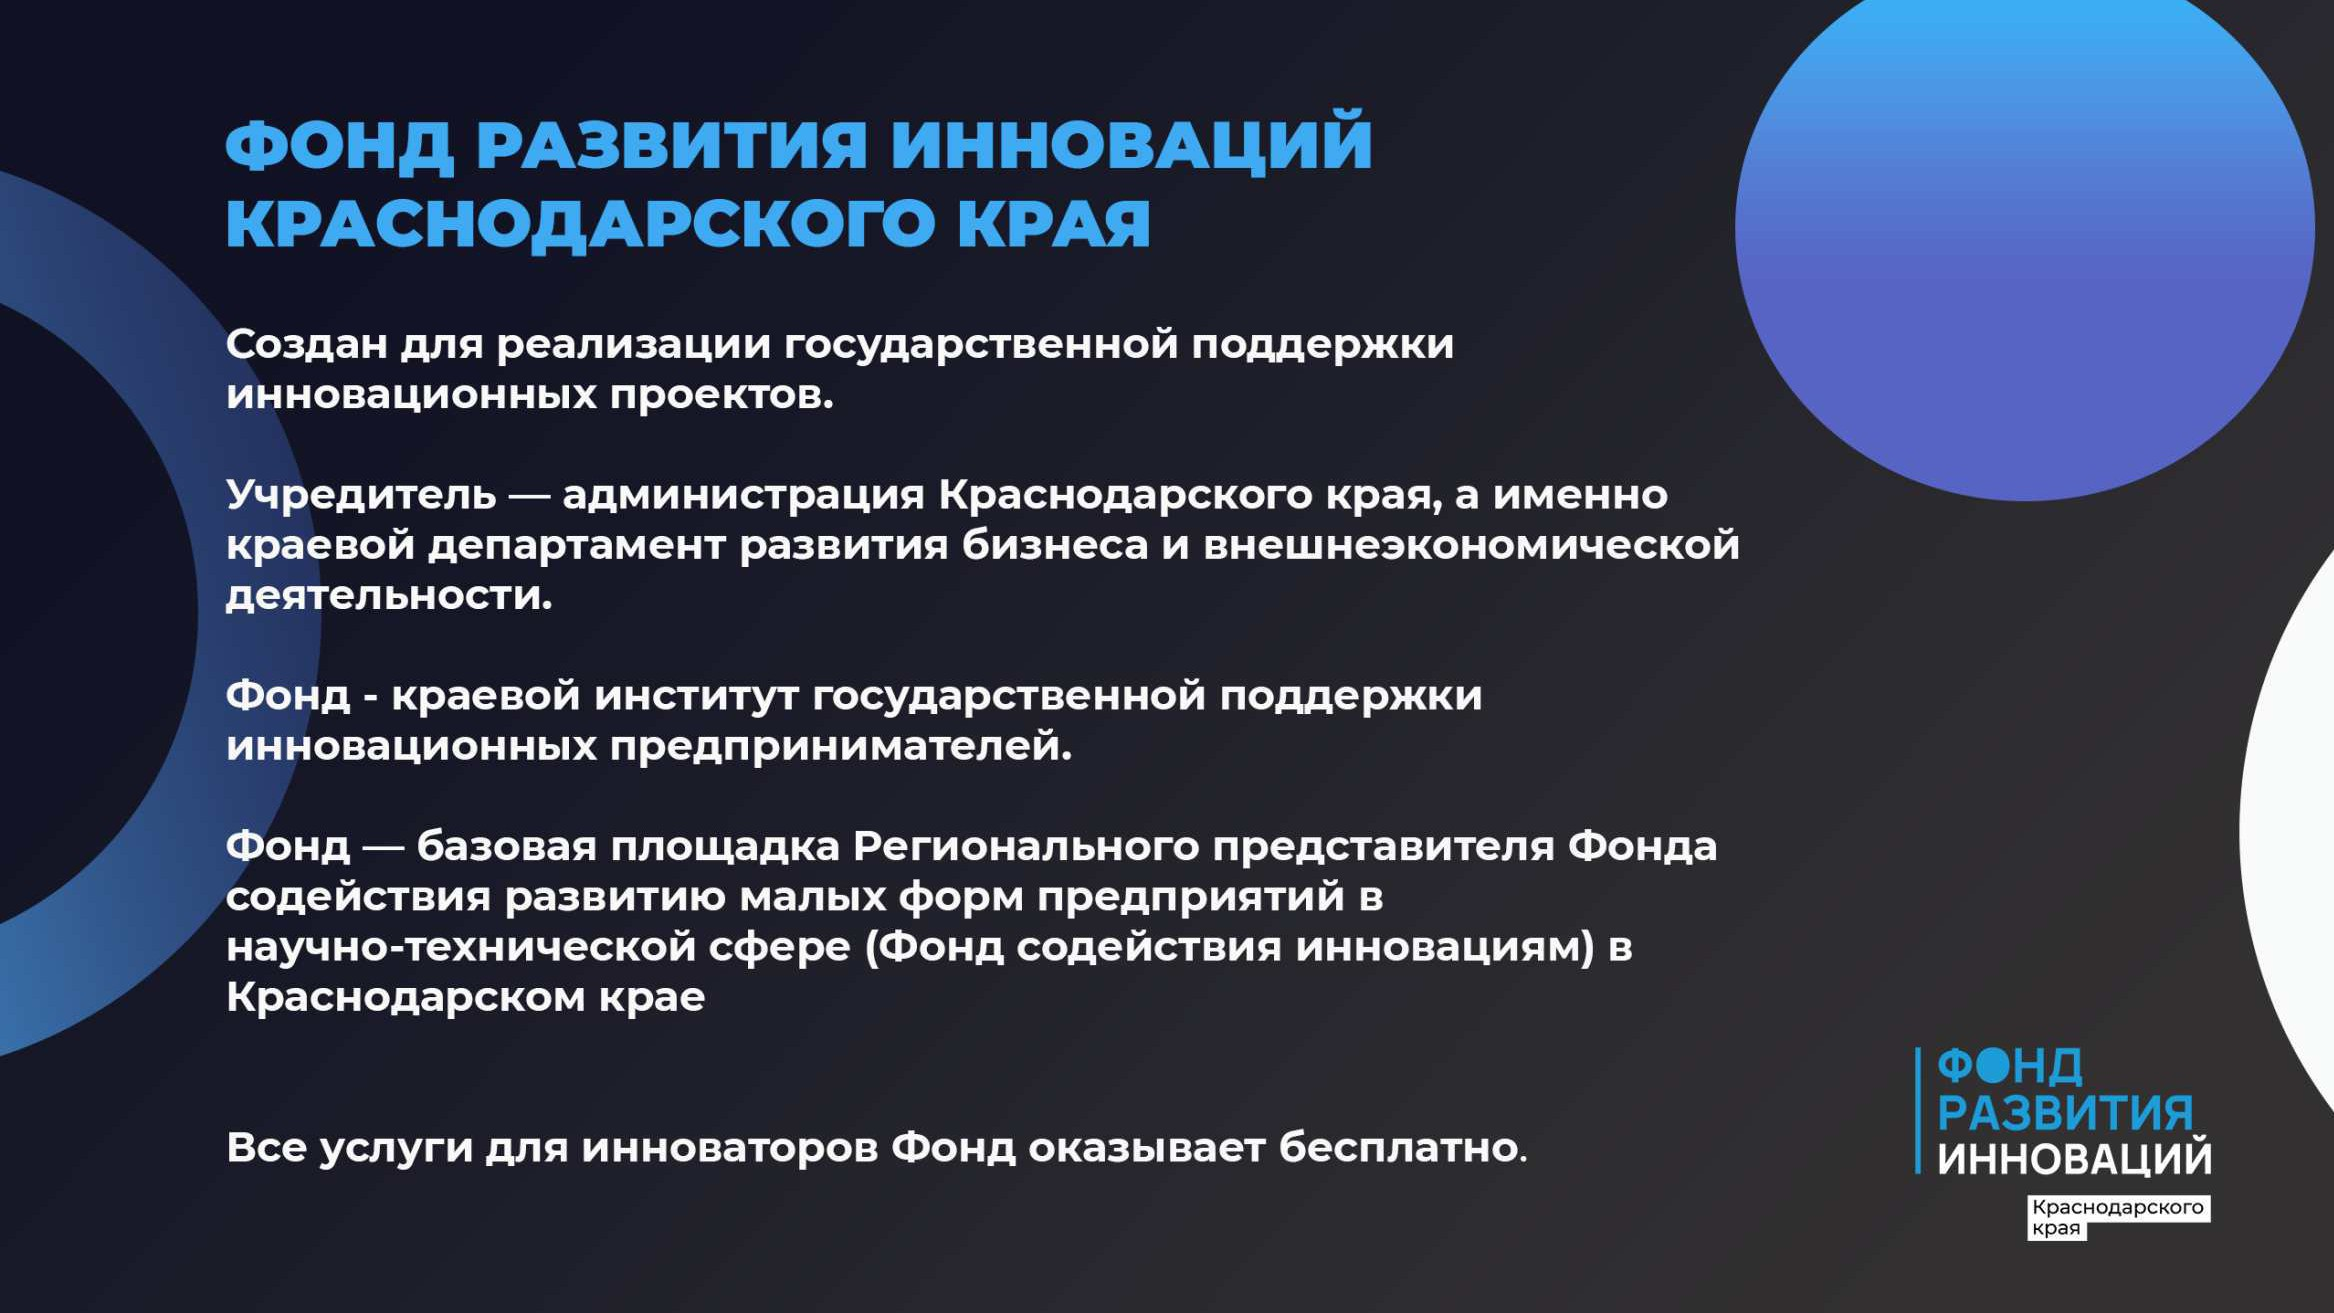 ФОНД РАЗВИТИЯ ИННОВАЦИЙ
КРАСНОДАРСКОГО КРАЯ
Создан для реализации государственной поддержки
инновационных проектов.
Учредитель — администрация Краснодарского края, а именно
краевой департамент развития бизнеса и внешнеэкономической
деятельности.
Фонд - краевой институт государственной поддержки
инновационных предпринимателей.
Фонд — базовая площадка Регионального представителя Фонда
содействия развитию малых форм предприятий в
научно-технической сфере (Фонд содействия инновациям) в
Краснодарском крае
Все услуги для инноваторов Фонд оказывает бесплатно.
ФОНД
РАЗВИТИЯ
ИННОВАЦИЙ
Краснодарского
края